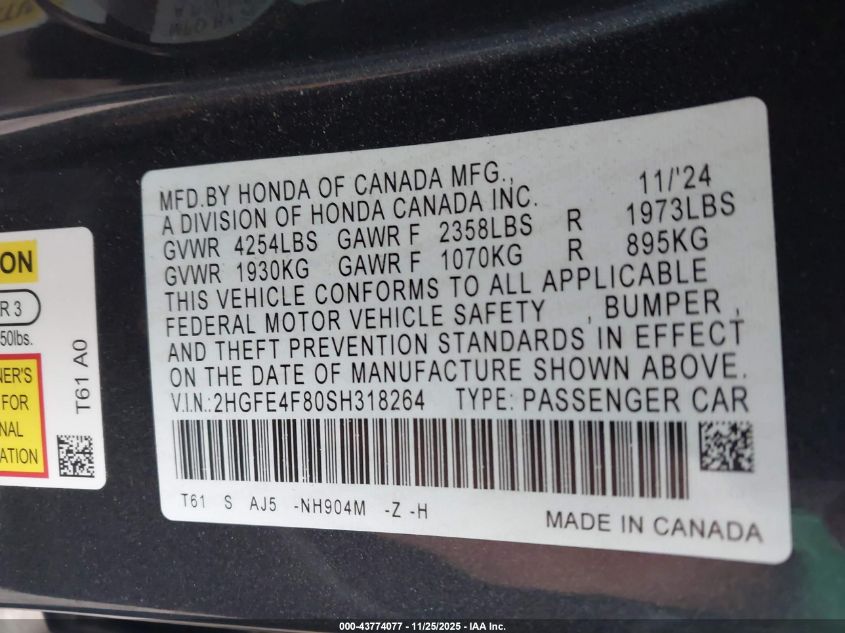 MFD.BY HONDA OF CANADA MFG., 11/'24
A DIVISION OF HONDA CANADA INC.
GVWR 4254LBS GAWR F 2358LBS R 1973LBS
GVWR 1930KG GAWR F 1070KG R 895KG
THIS VEHICLE CONFORMS TO ALL APPLICABLE
FEDERAL MOTOR VEHICLE SAFETY , BUMPER ,
AND THEFT PREVENTION STANDARDS IN EFFECT
ON THE DATE OF MANUFACTURE SHOWN ABOVE.
V.I.N.:2HGFE4F80SH318264 TYPE: PASSENGER CAR
T61 S AJ5 -NH904M -Z -H
MADE IN CANADA
ON
R 3
50lbs.
NER'S
FOR
NAL
ATION
T61 A0
000-43774077 - 11/25/2025 - IAA Inc.